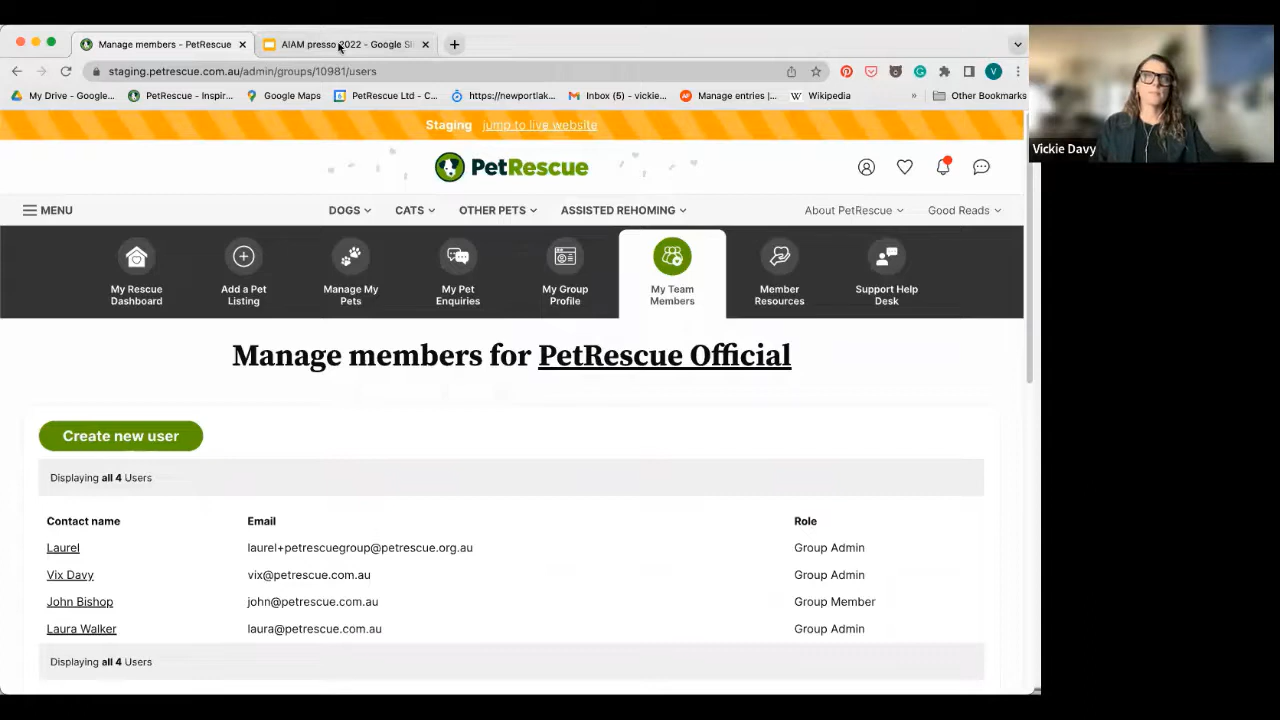 Manage members - PetRescue
AIAM presso 2022 - Google Sli
staging.petrescue.com.au/admin/groups/10981/users
V
My Drive - Google...
PetRescue - Inspir...
Google Maps
PetRescue Ltd - C...
https://newportlak...
Inbox (5) - vickie...
Manage entries |...
W Wikipedia
»
Other Bookmarks
Staging jump to live website
Vickie Davy
PetRescue
MENU
DOGS
CATS
OTHER PETS
ASSISTED REHOMING
About PetRescue
Good Reads
My Rescue
Dashboard
Add a Pet
Listing
Manage My
Pets
My Pet
Enquiries
My Group
Profile
My Team
Members
Member
Resources
Support Help
Desk
Manage members for PetRescue Official
Create new user
Displaying all 4 Users
Contact name Email Role
Laurel laurel+petrescuegroup@petrescue.org.au Group Admin
Vix Davy vix@petrescue.com.au Group Admin
John Bishop john@petrescue.com.au Group Member
Laura Walker laura@petrescue.com.au Group Admin
Displaying all 4 Users